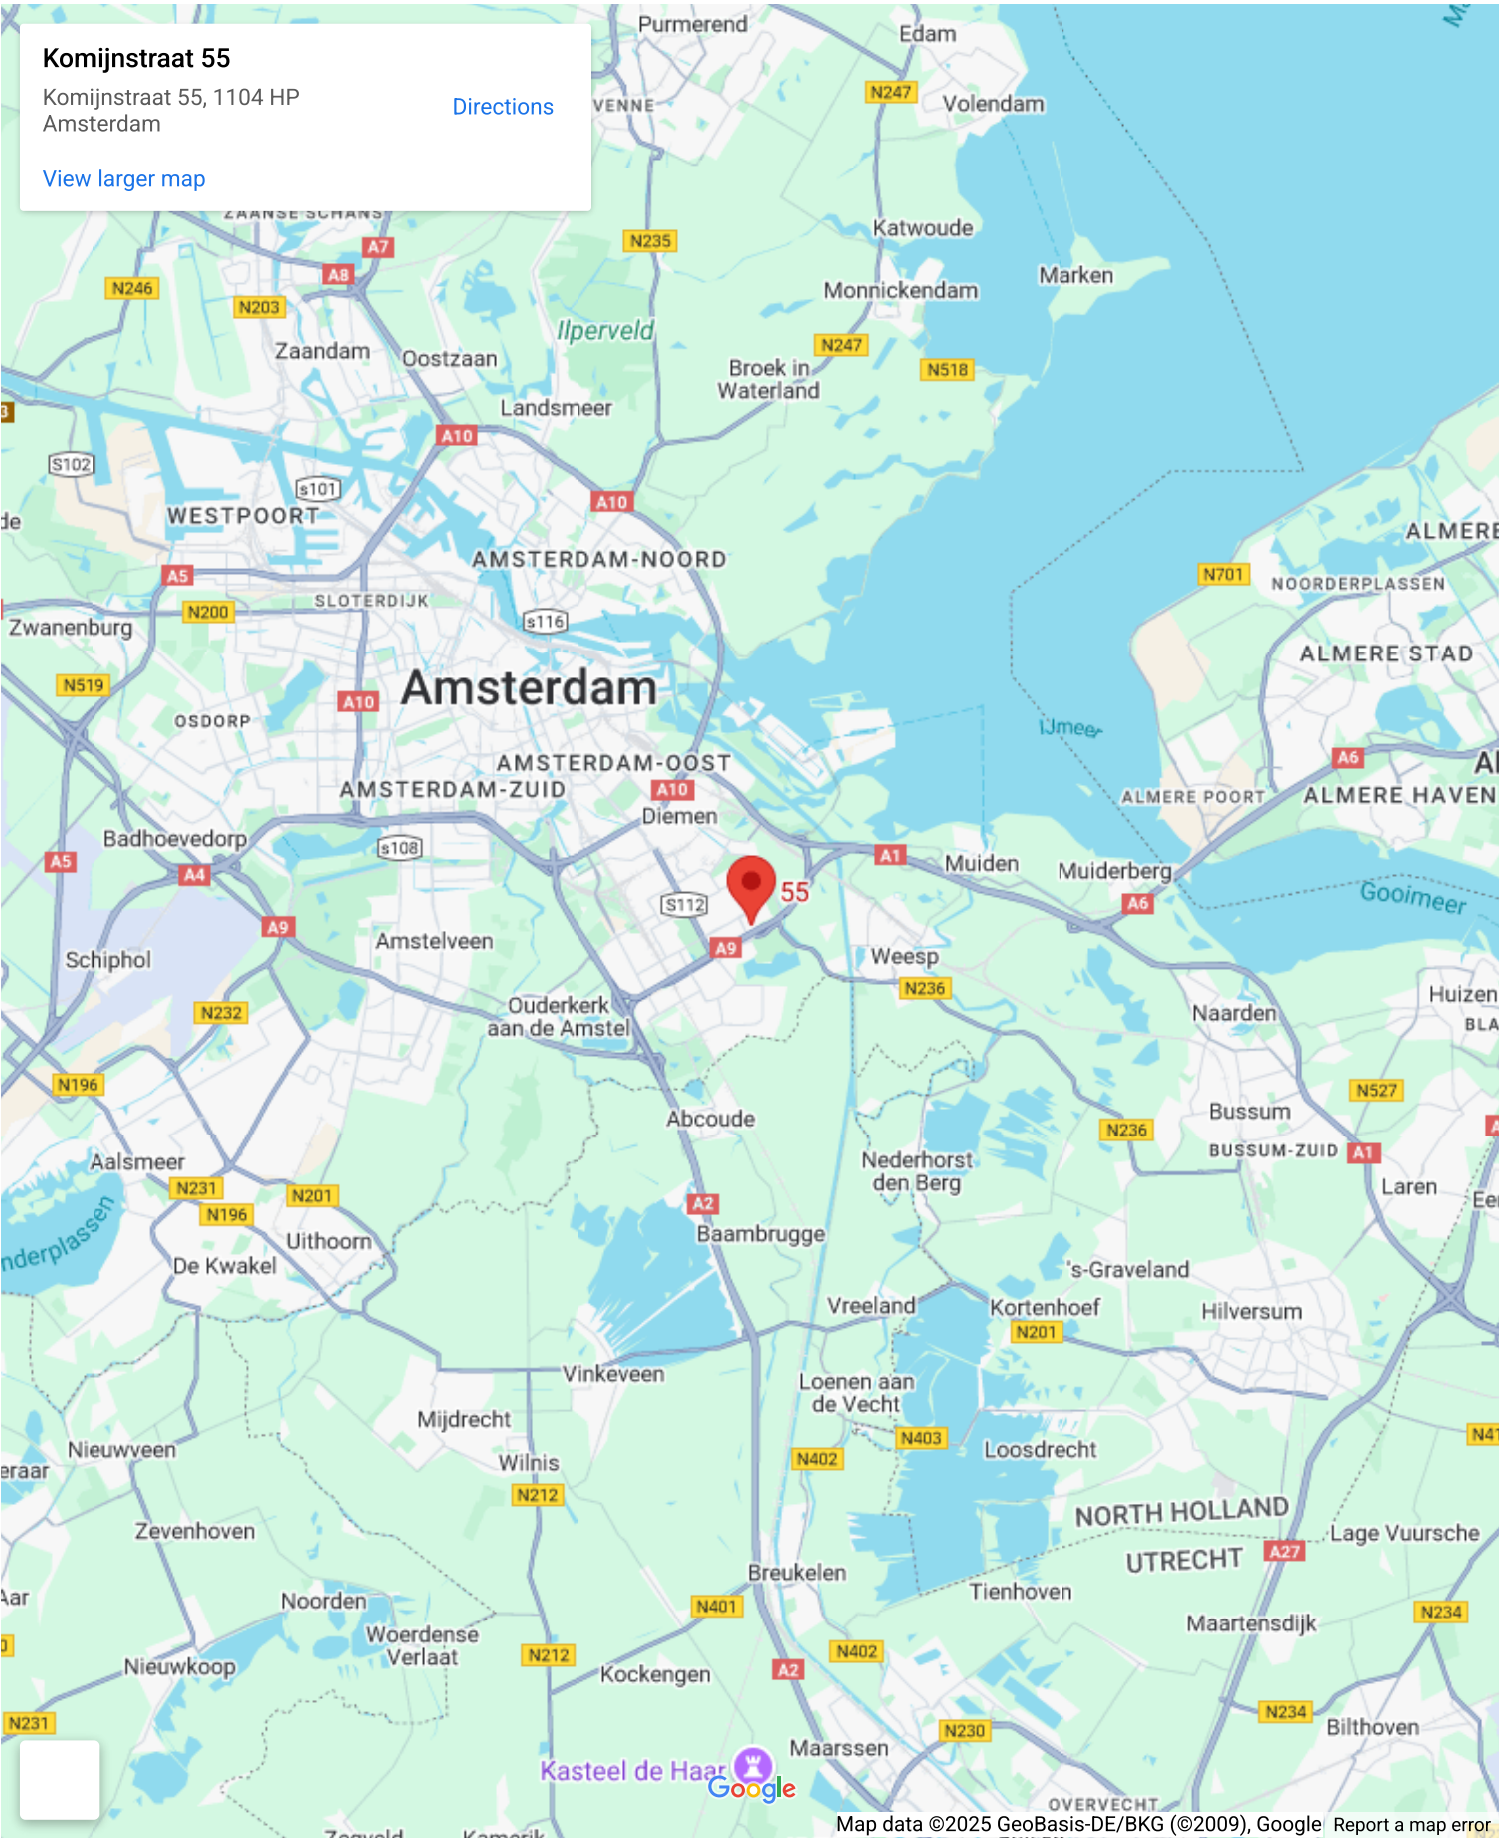 Komijnstraat 55
Komijnstraat 55, 1104 HP
Amsterdam
Directions
View larger map
Purmerend
Edam
N247
Volendam
VENNE
ZAANSE SCHANS
A7
N235
Katwoude
A8
Marken
N246
N203
Monnickendam
Ilperveld
Zaandam
Oostzaan
N247
Broek in
Waterland
N518
Landsmeer
A10
S102
s101
A10
WESTPOORT
ALMERE
AMSTERDAM-NOORD
A5
N701
NOORDERPLASSEN
SLOTERDIJK
N200
Zwanenburg
s116
ALMERE STAD
N519
Amsterdam
A10
OSDORP
IJmeer
AMSTERDAM-OOST
A6
AMSTERDAM-ZUID
A10
ALMERE POORT
ALMERE HAVEN
Diemen
Badhoevedorp
s108
A5
A4
A1
Muiden
Muiderberg
55
S112
A6
Gooimeer
A9
Amstelveen
A9
Schiphol
Weesp
N236
Huizen
Ouderkerk
aan de Amstel
N232
Naarden
BLA
N196
N527
Abcoude
Bussum
N236
BUSSUM-ZUID
A1
Aalsmeer
Nederhorst
den Berg
N231
N201
Laren
N196
A2
Baambrugge
Uithoorn
nderplassen
De Kwakel
's-Graveland
Vreeland
Kortenhoef
Hilversum
N201
Vinkeveen
Loenen aan
de Vecht
Mijdrecht
N403
Nieuwveen
Loosdrecht
N402
Wilnis
eraar
N212
NORTH HOLLAND
Zevenhoven
Lage Vuursche
A27
UTRECHT
Breukelen
Tienhoven
Aar
Noorden
N401
N234
Maartensdijk
Woerdense
Verlaat
N402
N212
Nieuwkoop
Kockengen
A2
N234
N231
N230
Bilthoven
Maarssen
Kasteel de Haar
Google
OVERVECHT
Map data ©2025 GeoBasis-DE/BKG (©2009), Google
Report a map error